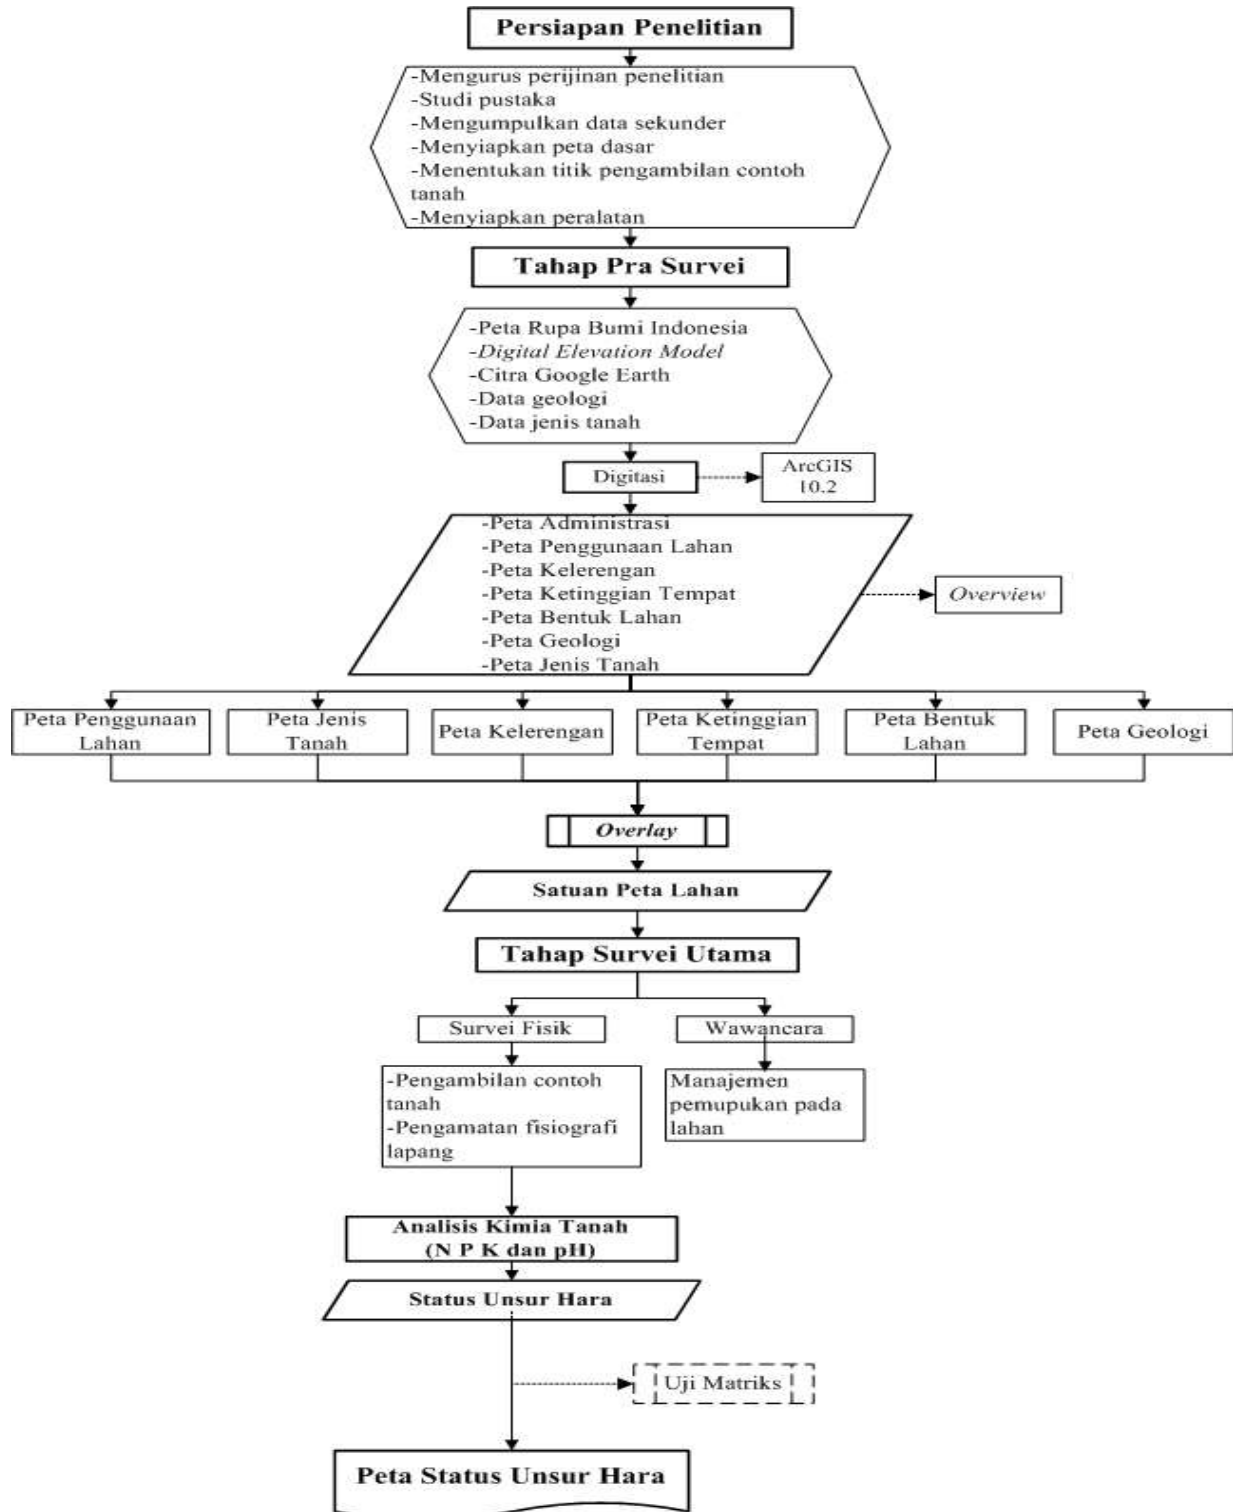 Persiapan Penelitian
-Mengurus perijinan penelitian
-Studi pustaka
-Mengumpulkan data sekunder
-Menyiapkan peta dasar
-Menentukan titik pengambilan contoh
tanah
-Menyiapkan peralatan
Tahap Pra Survei
-Peta Rupa Bumi Indonesia
-Digital Elevation Model
-Citra Google Earth
-Data geologi
-Data jenis tanah
Digitasi
ArcGIS
10.2
-Peta Administrasi
-Peta Penggunaan Lahan
-Peta Kelerengan
-Peta Ketinggian Tempat
-Peta Bentuk Lahan
-Peta Geologi
-Peta Jenis Tanah
Overview
Peta Penggunaan
Lahan
Peta Jenis
Tanah
Peta Kelerengan
Peta Ketinggian
Tempat
Peta Bentuk
Lahan
Peta Geologi
Overlay
Satuan Peta Lahan
Tahap Survei Utama
Survei Fisik
Wawancara
-Pengambilan contoh
tanah
-Pengamatan fisiografi
lapang
Manajemen
pemupukan pada
lahan
Analisis Kimia Tanah
(N P K dan pH)
Status Unsur Hara
Uji Matriks
Peta Status Unsur Hara